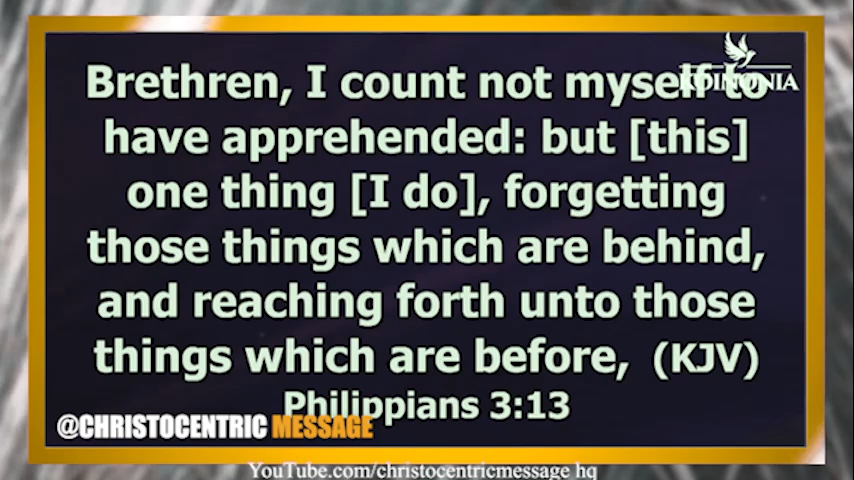 Brethren, I count not myself to
KOINONIA
have apprehended: but [this]
one thing [I do], forgetting
those things which are behind,
and reaching forth unto those
things which are before, (KJV)
Philippians 3:13
@CHRISTOCENTRIC MESSAGE
YouTube.com/christocentricmessage hq